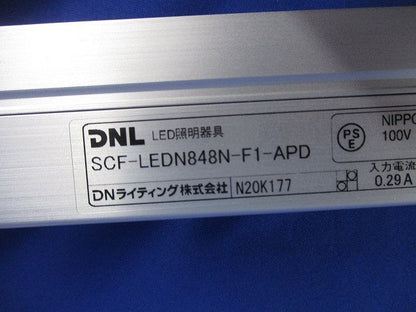 DNL LED照明器具
SCF-LEDN848N-F1-APD
DNライティング株式会社 N20K177
PS
E
NIPPO
100V
入力電流
0.29A